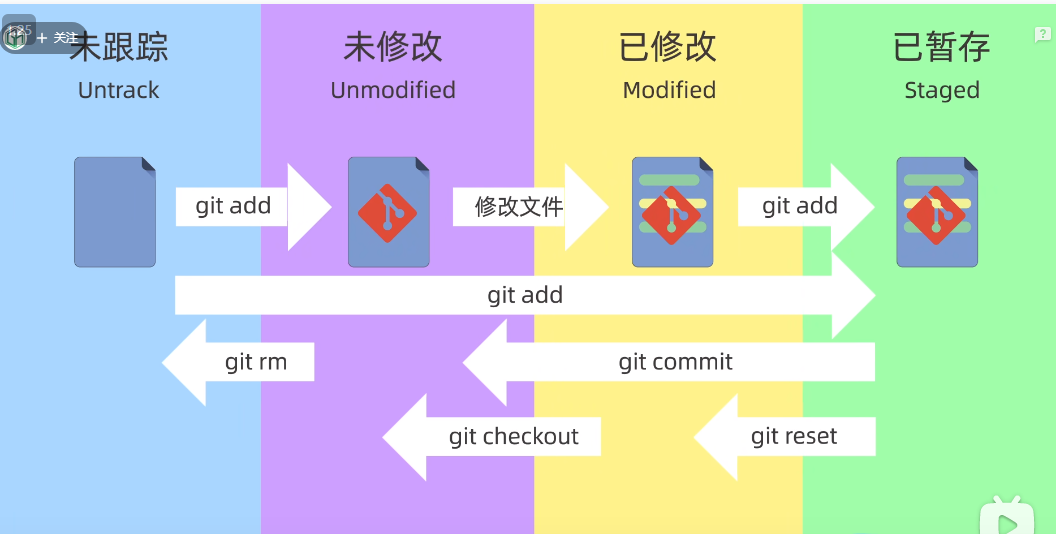 + 关注
未跟踪
未修改
已修改
已暂存
Untrack
Unmodified
Modified
Staged
git add
修改文件
git add
git add
git rm
git commit
git checkout
git reset
?